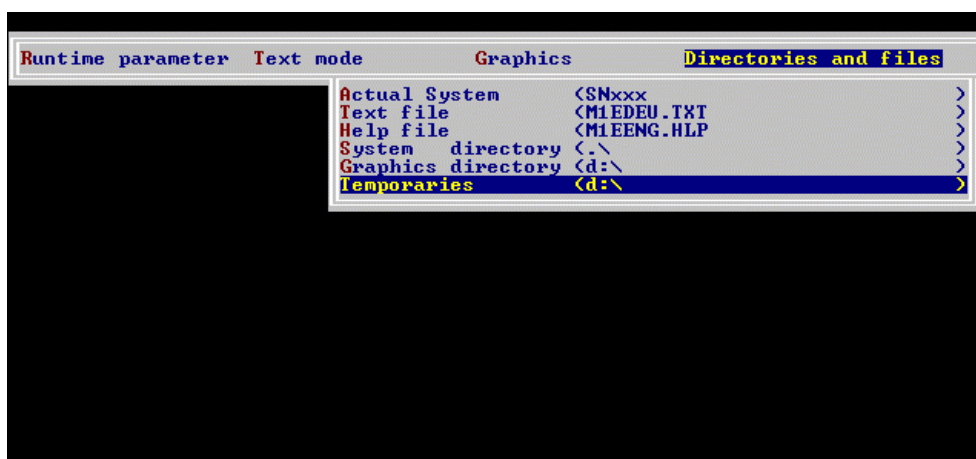 Runtime parameter Text mode Graphics Directories and files
Actual System (SNxxx )
Text file (M1EDEU.TXT )
Help file (M1EENG.HLP )
System directory (.\ )
Graphics directory (d:\ )
Temporaries (d:\ )